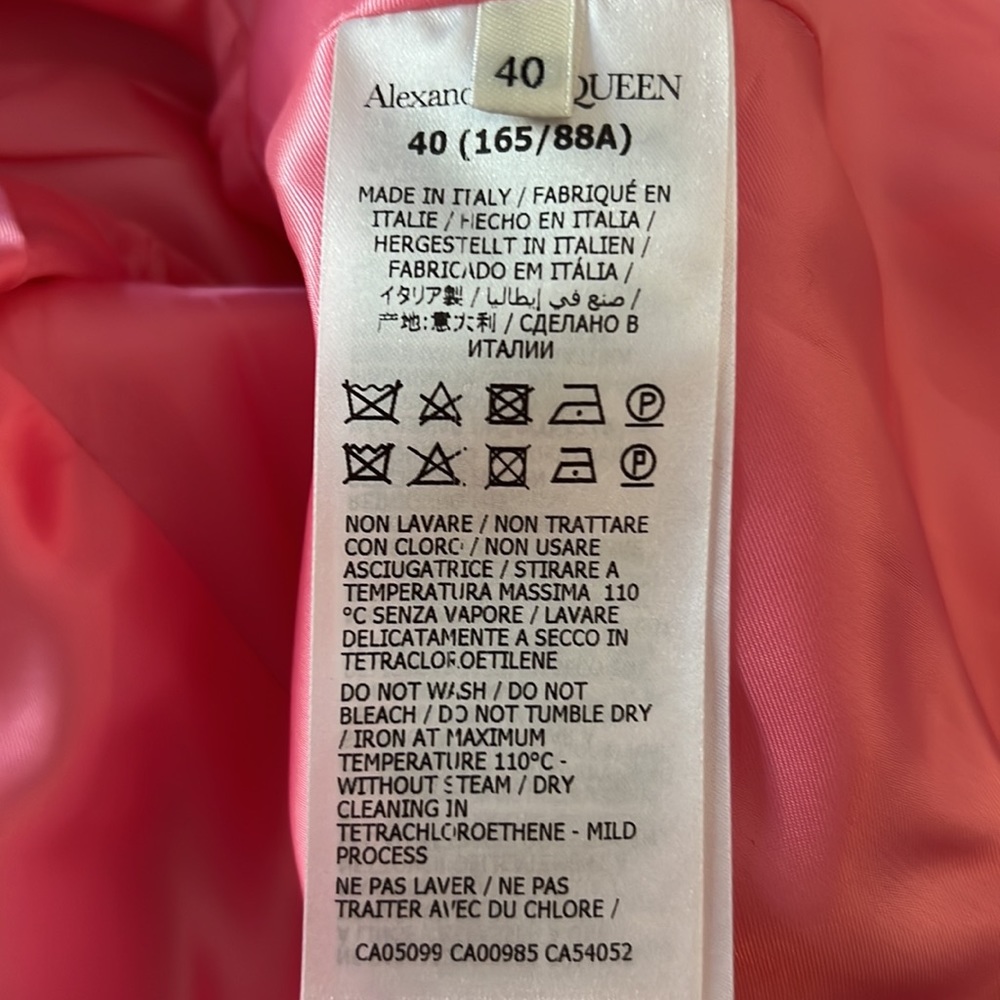 40
Alexan QUEEN
40 (165/88A)
MADE IN ITALY / FABRIQUÉ EN
ITALIE / HECHO EN ITALIA /
HERGESTELLT IN ITALIEN /
FABRICADO EM ITÁLIA /
イタリア製 / صنع في إيطاليا /
产地:意大利 / СДЕЛАНО В
ИТАЛИИ
P
P
NON LAVARE / NON TRATTARE
CON CLORO / NON USARE
ASCIUGATRICE / STIRARE A
TEMPERATURA MASSIMA 110
°C SENZA VAPORE / LAVARE
DELICATAMENTE A SECCO IN
TETRACLOROETILENE
DO NOT WASH / DO NOT
BLEACH / DO NOT TUMBLE DRY
/ IRON AT MAXIMUM
TEMPERATURE 110°C -
WITHOUT STEAM / DRY
CLEANING IN
TETRACHLOROETHENE - MILD
PROCESS
NE PAS LAVER / NE PAS
TRAITER AVEC DU CHLORE /
CA05099 CA00985 CA54052